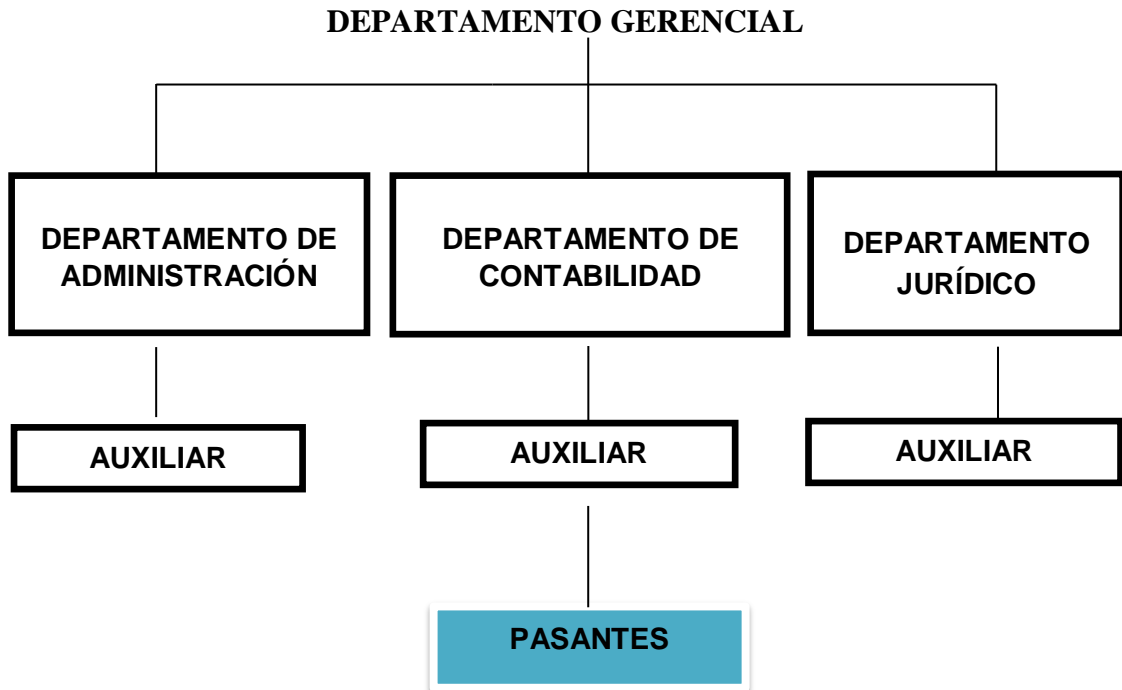 DEPARTAMENTO GERENCIAL
DEPARTAMENTO DE
ADMINISTRACIÓN
DEPARTAMENTO DE
CONTABILIDAD
DEPARTAMENTO
JURÍDICO
AUXILIAR
AUXILIAR
AUXILIAR
PASANTES